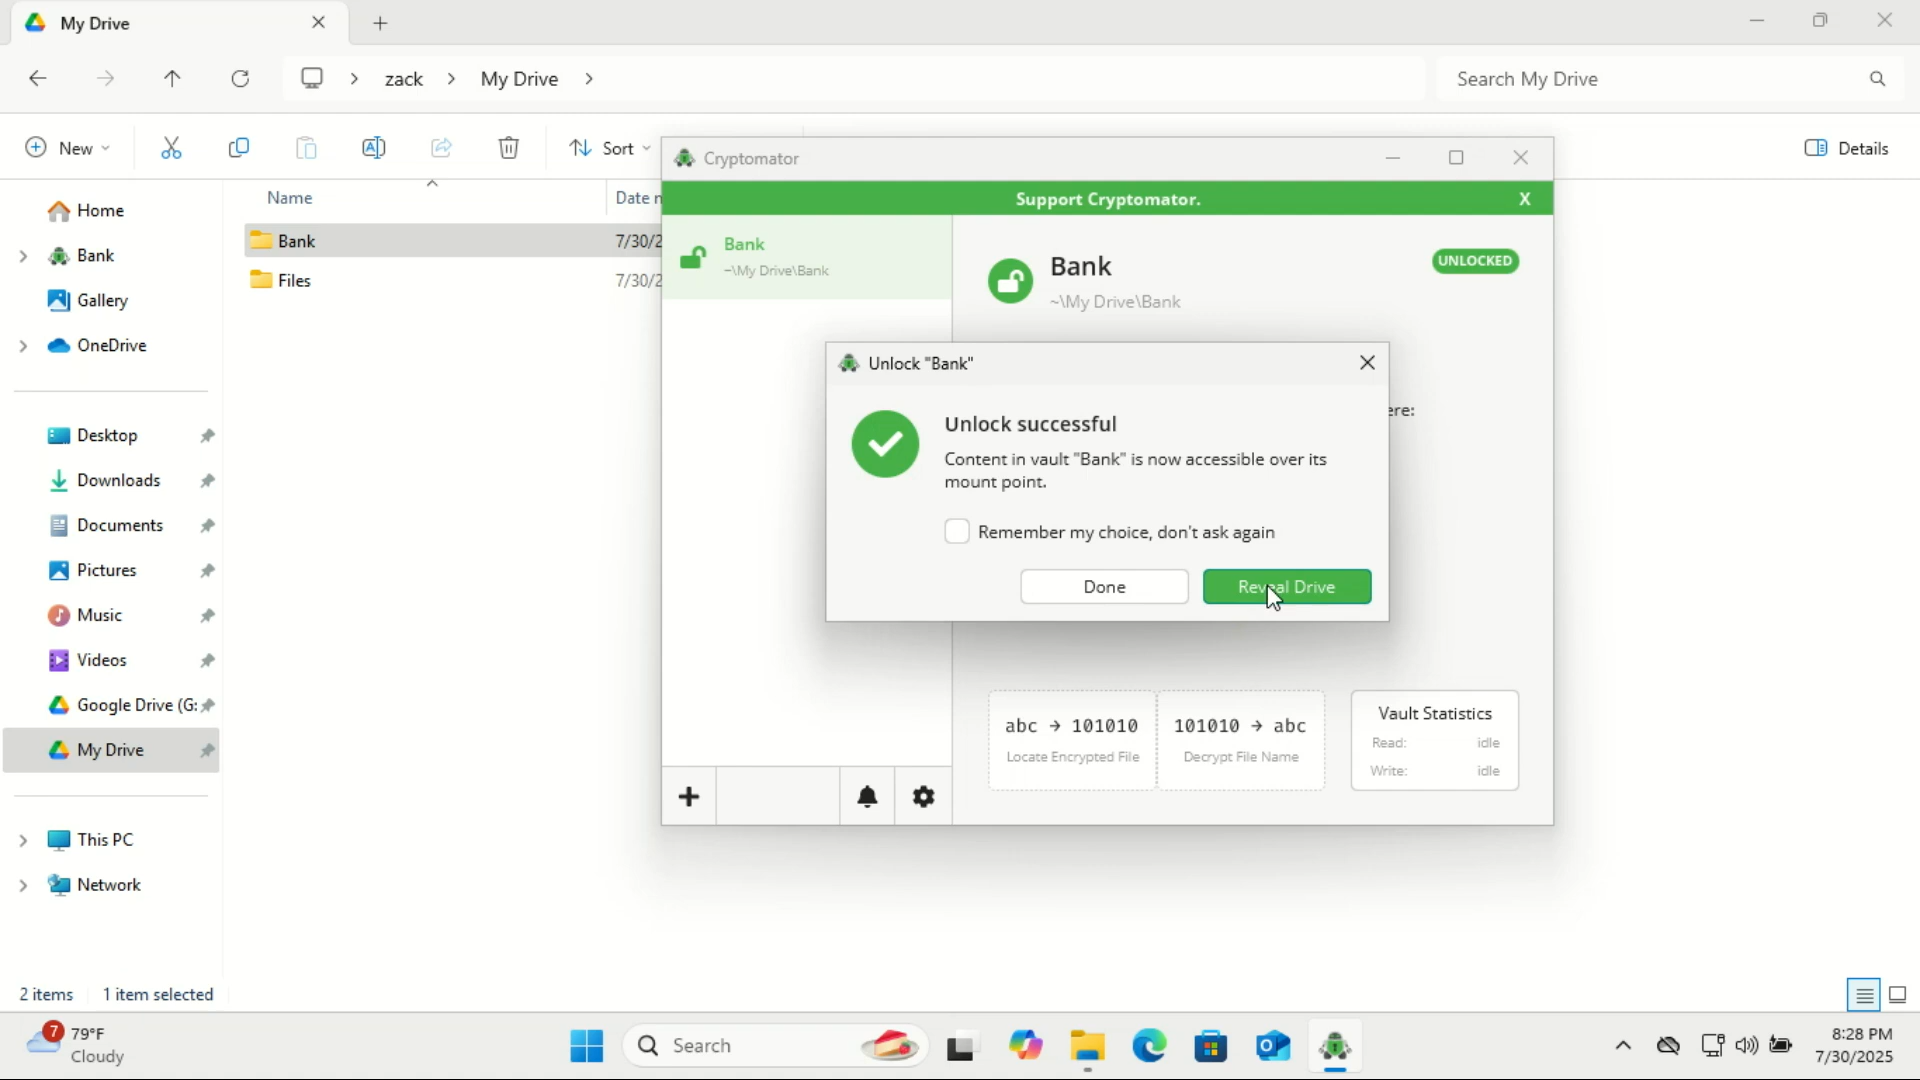 My Drive
zack > My Drive >
Search My Drive
New
Sort
Details
Home
Bank
Gallery
OneDrive
Desktop
Downloads
Documents
Pictures
Music
Videos
Google Drive (G:
My Drive
This PC
Network
Name
Date
Bank 7/30/2
Files 7/30/2
2 items 1 item selected
Cryptomator
Support Cryptomator.
X
Bank
~\My Drive\Bank
Bank
~\My Drive\Bank
UNLOCKED
ere:
Unlock "Bank"
Unlock successful
Content in vault "Bank" is now accessible over its
mount point.
Remember my choice, don't ask again
Done
Reveal Drive
abc → 101010
Locate Encrypted File
101010 → abc
Decrypt File Name
Vault Statistics
Read: idle
Write: idle
7
79°F
Cloudy
Search
8:28 PM
7/30/2025